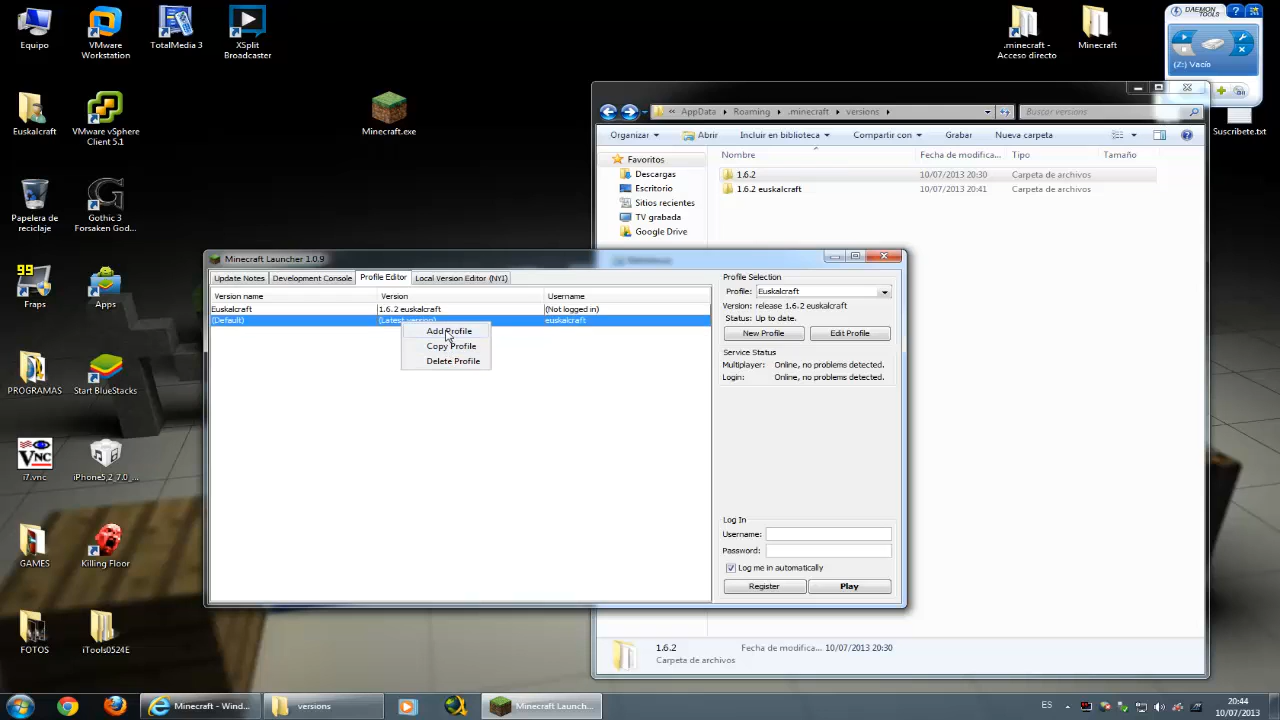 Equipo
VMware Workstation
TotalMedia 3
XSplit Broadcaster
.minecraft - Acceso directo
Minecraft
DAEMON TOOLS
(Z:) Vacío
Euskalcraft
VMware vSphere Client 5.1
Minecraft.exe
Suscribete.txt
Papelera de reciclaje
Gothic 3 Forsaken God...
99
Fraps
Apps
PROGRAMAS
Start BlueStacks
VNC
i7.vnc
iPhone5,2_7.0_...
GAMES
Killing Floor
FOTOS
iTools0524E
« AppData ▸ Roaming ▸ .minecraft ▸ versions ▸
Buscar versions
Organizar
Abrir
Incluir en biblioteca
Compartir con
Grabar
Nueva carpeta
Favoritos
Descargas
Escritorio
Sitios recientes
TV grabada
Google Drive
Nombre
Fecha de modifica...
Tipo
Tamaño
1.6.2
10/07/2013 20:30
Carpeta de archivos
1.6.2 euskalcraft
10/07/2013 20:41
Carpeta de archivos
Minecraft Launcher 1.0.9
Update Notes
Development Console
Profile Editor
Local Version Editor (NYI)
Version name
Version
Username
Euskalcraft
1.6.2 euskalcraft
(Not logged in)
(Default)
(Latest version)
euskalcraft
Add Profile
Copy Profile
Delete Profile
Profile Selection
Profile:
Euskalcraft
Version: release 1.6.2 euskalcraft
Status: Up to date.
New Profile
Edit Profile
Service Status
Multiplayer: Online, no problems detected.
Login: Online, no problems detected.
Log In
Username:
Password:
Log me in automatically
Register
Play
1.6.2
Fecha de modifica... 10/07/2013 20:30
Carpeta de archivos
Minecraft - Wind...
versions
Minecraft Launch...
ES
20:44
10/07/2013